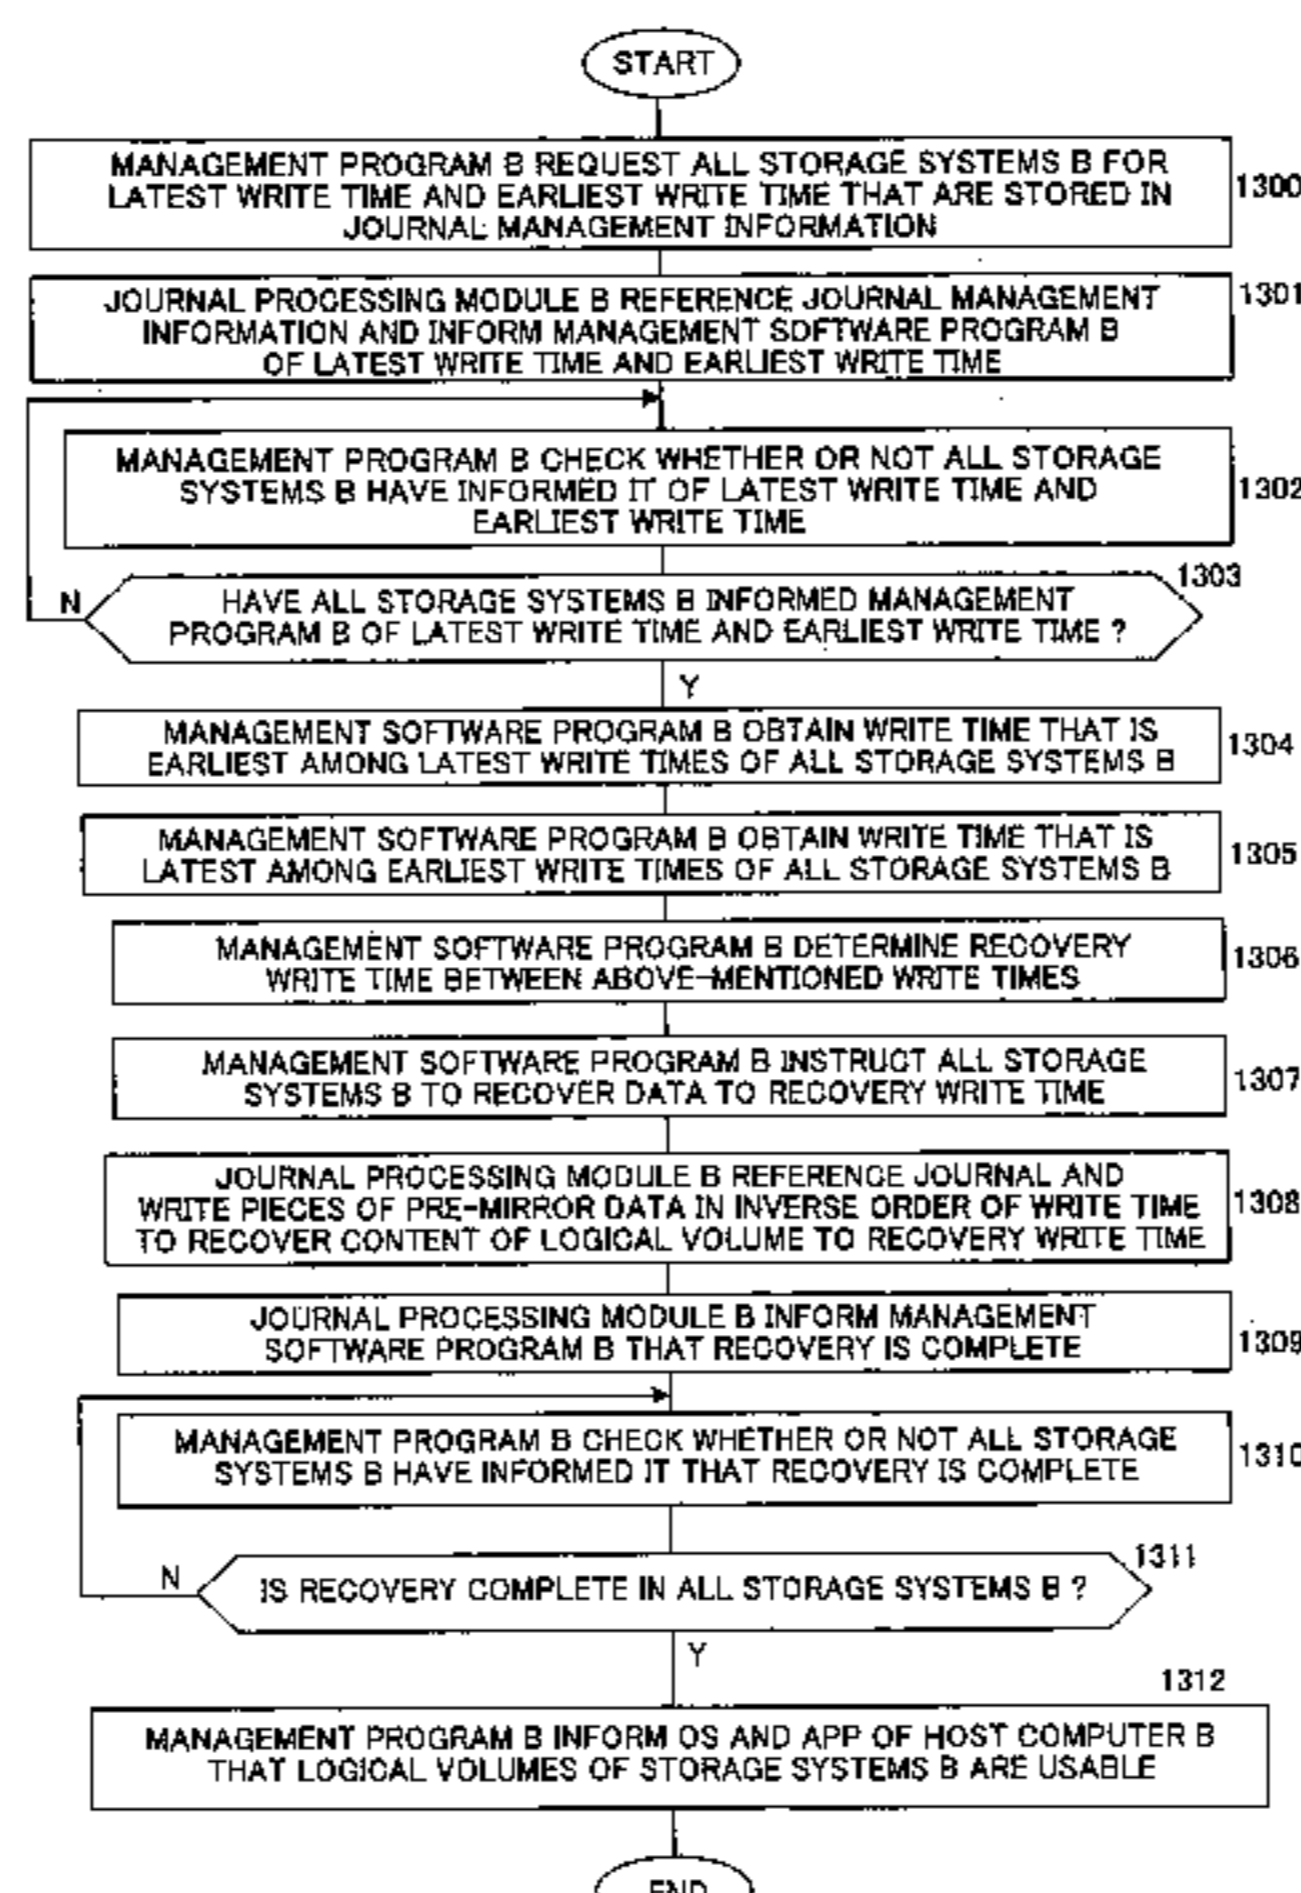 START
MANAGEMENT PROGRAM B REQUEST ALL STORAGE SYSTEMS B FOR
LATEST WRITE TIME AND EARLIEST WRITE TIME THAT ARE STORED IN
JOURNAL MANAGEMENT INFORMATION
1300
JOURNAL PROCESSING MODULE B REFERENCE JOURNAL MANAGEMENT
INFORMATION AND INFORM MANAGEMENT SOFTWARE PROGRAM B
OF LATEST WRITE TIME AND EARLIEST WRITE TIME
1301
MANAGEMENT PROGRAM B CHECK WHETHER OR NOT ALL STORAGE
SYSTEMS B HAVE INFORMED IT OF LATEST WRITE TIME AND
EARLIEST WRITE TIME
1302
1303
N
HAVE ALL STORAGE SYSTEMS B INFORMED MANAGEMENT
PROGRAM B OF LATEST WRITE TIME AND EARLIEST WRITE TIME ?
Y
MANAGEMENT SOFTWARE PROGRAM B OBTAIN WRITE TIME THAT IS
EARLIEST AMONG LATEST WRITE TIMES OF ALL STORAGE SYSTEMS B
1304
MANAGEMENT SOFTWARE PROGRAM B OBTAIN WRITE TIME THAT IS
LATEST AMONG EARLIEST WRITE TIMES OF ALL STORAGE SYSTEMS B
1305
MANAGEMENT SOFTWARE PROGRAM B DETERMINE RECOVERY
WRITE TIME BETWEEN ABOVE-MENTIONED WRITE TIMES
1306
MANAGEMENT SOFTWARE PROGRAM B INSTRUCT ALL STORAGE
SYSTEMS B TO RECOVER DATA TO RECOVERY WRITE TIME
1307
JOURNAL PROCESSING MODULE B REFERENCE JOURNAL AND
WRITE PIECES OF PRE-MIRROR DATA IN INVERSE ORDER OF WRITE TIME
TO RECOVER CONTENT OF LOGICAL VOLUME TO RECOVERY WRITE TIME
1308
JOURNAL PROCESSING MODULE B INFORM MANAGEMENT
SOFTWARE PROGRAM B THAT RECOVERY IS COMPLETE
1309
MANAGEMENT PROGRAM B CHECK WHETHER OR NOT ALL STORAGE
SYSTEMS B HAVE INFORMED IT THAT RECOVERY IS COMPLETE
1310
1311
N
IS RECOVERY COMPLETE IN ALL STORAGE SYSTEMS B ?
Y
1312
MANAGEMENT PROGRAM B INFORM OS AND APP OF HOST COMPUTER B
THAT LOGICAL VOLUMES OF STORAGE SYSTEMS B ARE USABLE
END